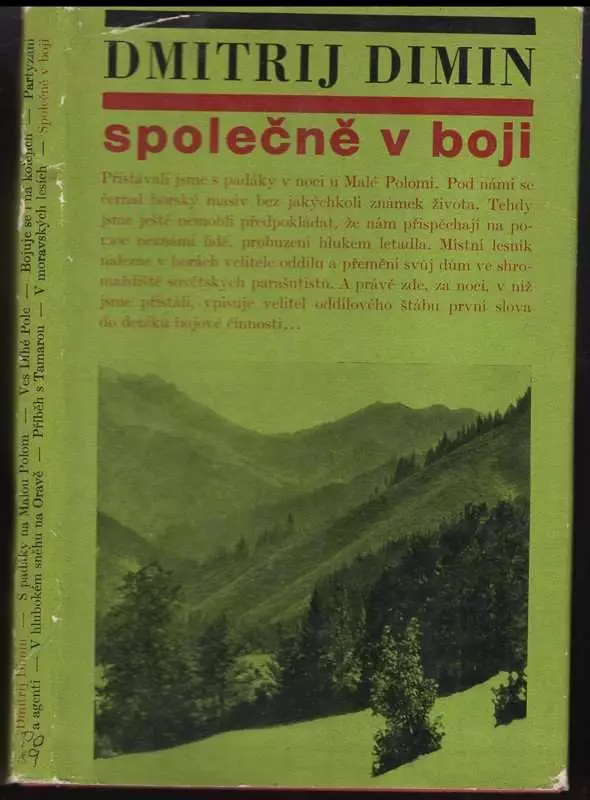 DMITRIJ DIMIN
společně v boji
Přistávali jsme s padáky v noci u Malé Polomi. Pod námi se
černal horský masiv bez jakýchkoli známek života. Tehdy
jsme ještě nemohli předpokládat, že nám přispěchají na po-
moc neznámí lidé, probuzení hlukem letadla. Místní lesník
nalezne v horách velitele oddílu a přemění svůj dům ve shro-
maždiště sovětských parašutistů. A právě zde, za noci, v níž
jsme přistáli, vpisuje velitel oddílového štábu první slova
do deníku bojové činnosti...
Dmitrij Dimin — S padáky na Malou Polom — Ves Dlhé Pole — Bojuje se i na kolenou — Partyzáni
a agenti — V hlubokém sněhu na Oravě — Příběh s Tamarou — V moravských lesích — Společně v boji